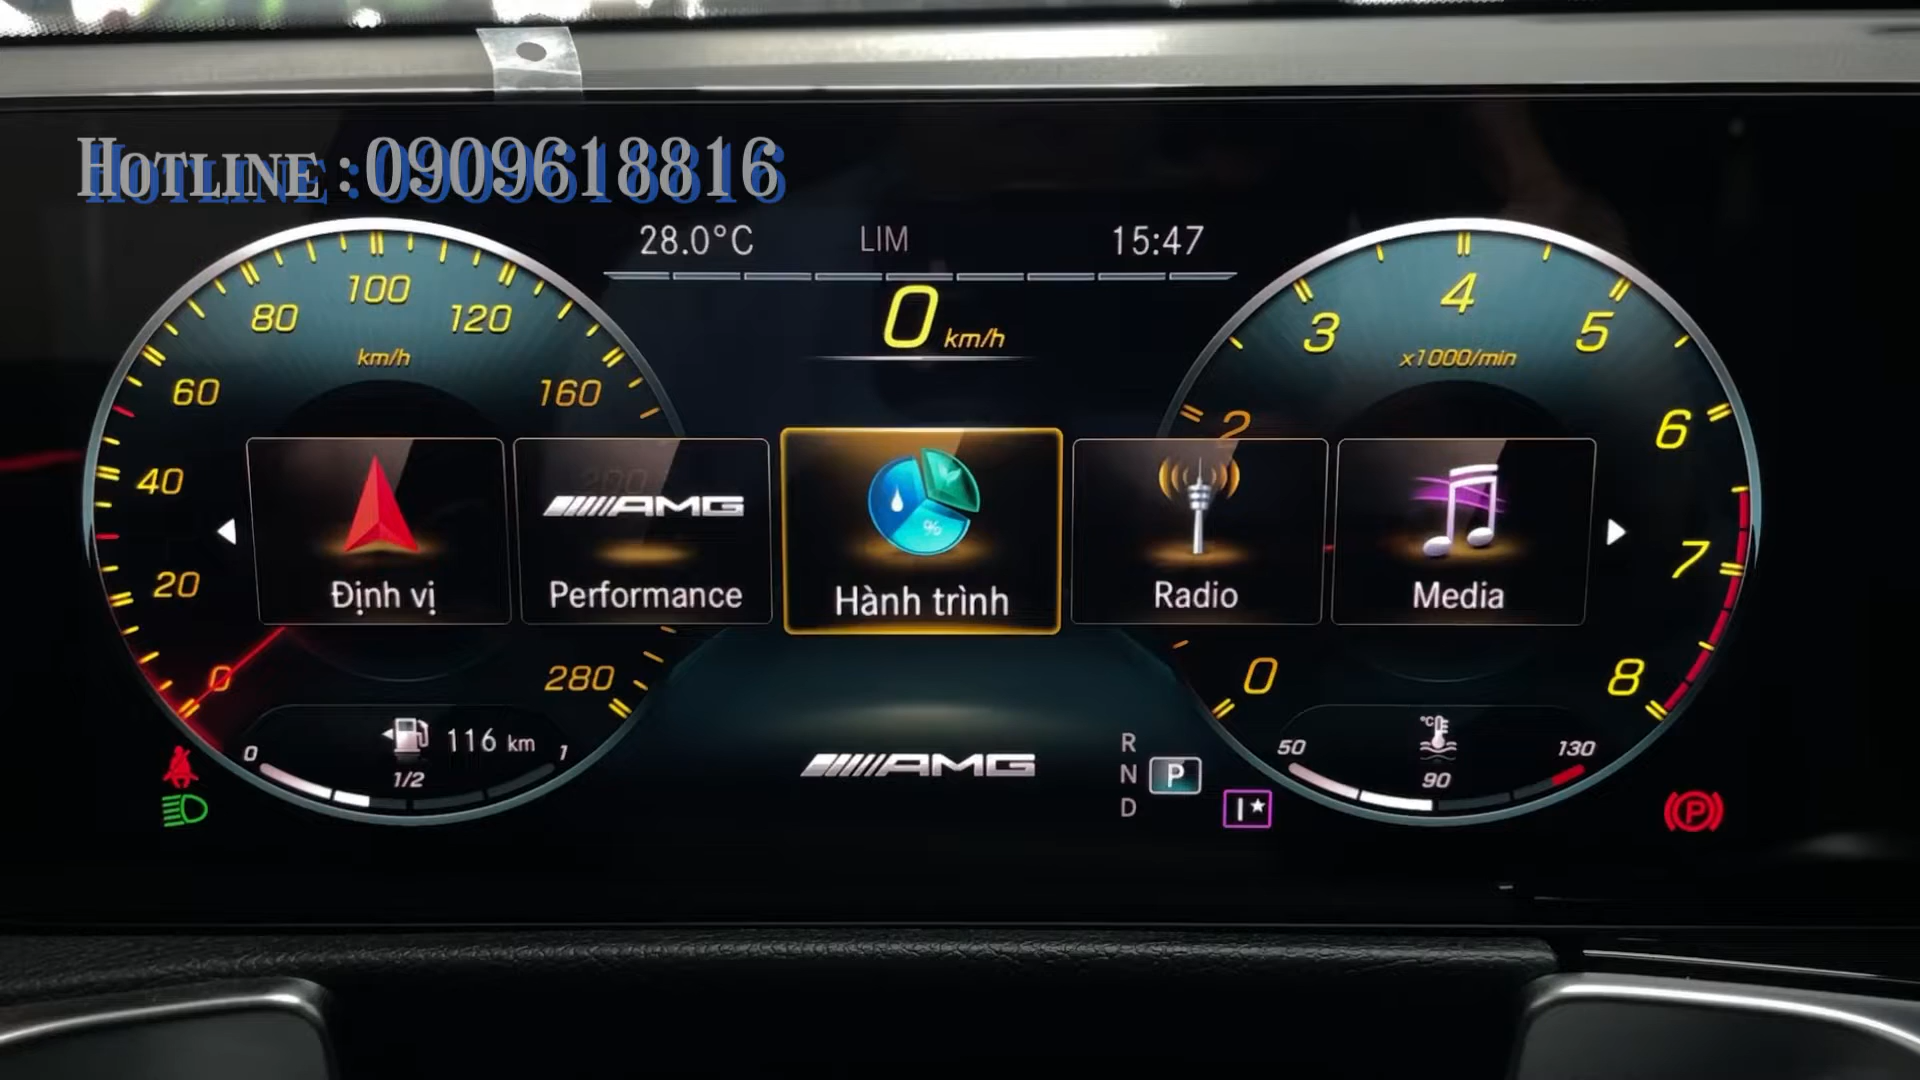 HOTLINE : 0909618816
28.0°C LIM 15:47
0 km/h
80 100 120
km/h
60 160
40
20
0 280
200
3 4 5
x1000/min
2 6
7
0 8
Định vị
AMG
Performance
Hành trình
%
Radio
Media
0 116 km 1
1/2
AMG
R
N P
D
I
°C
50 130
90
P